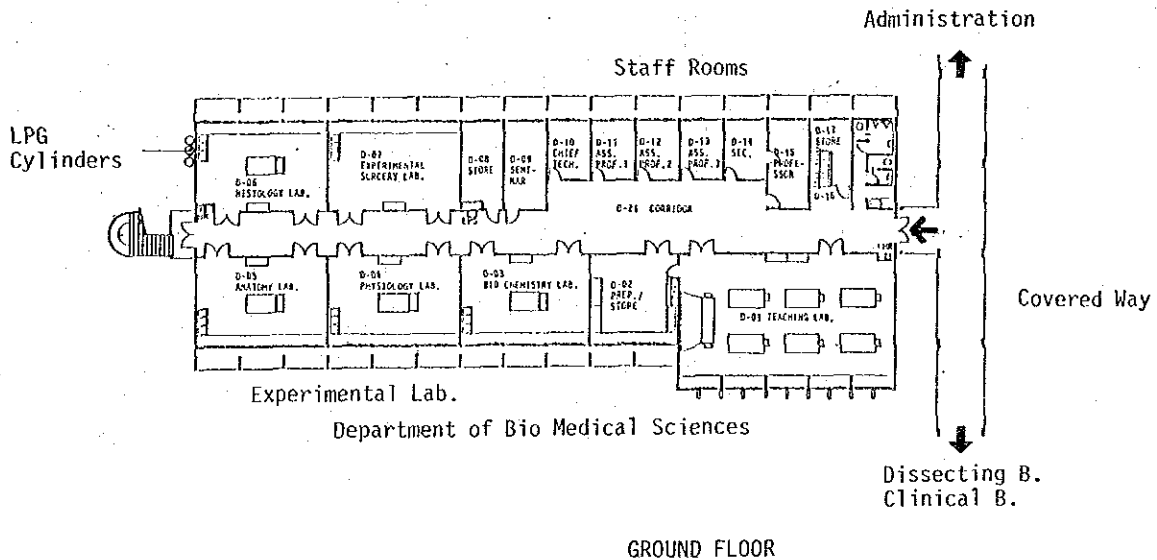 Administration
Staff Rooms
LPG
Cylinders
D-06
HISTOLOGY LAB.
D-07
EXPERIMENTAL
SURGERY LAB.
D-08
STORE
D-09
SEMI-
NAR
D-10
CHIEF
TECH.
D-11
ASS.
PROF.1
D-12
ASS.
PROF.2
D-13
ASS.
PROF.3
D-14
SEC.
D-15
PROFE-
SSOR
D-17
STORE
D-16
CORRIDOR
D-05
ANATOMY LAB.
PHYSIOLOGY LAB.
D-03
BIO CHEMISTRY LAB.
D-02
PREP./
STORE
D-01 TEACHING LAB.
Covered Way
Experimental Lab.
Department of Bio Medical Sciences
Dissecting B.
Clinical B.
GROUND FLOOR